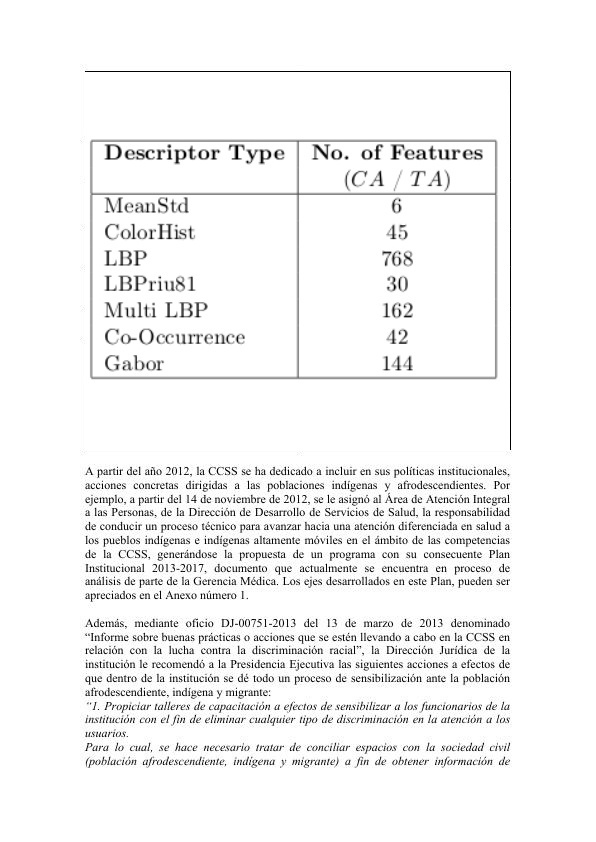 Descriptor Type No. of Features
(CA / TA)
MeanStd 6
ColorHist 45
LBP 768
LBPriu81 30
Multi LBP 162
Co-Occurrence 42
Gabor 144
A partir del año 2012, la CCSS se ha dedicado a incluir en sus políticas institucionales,
acciones concretas dirigidas a las poblaciones indígenas y afrodescendientes. Por
ejemplo, a partir del 14 de noviembre de 2012, se le asignó al Área de Atención Integral
a las Personas, de la Dirección de Desarrollo de Servicios de Salud, la responsabilidad
de conducir un proceso técnico para avanzar hacia una atención diferenciada en salud a
los pueblos indígenas e indígenas altamente móviles en el ámbito de las competencias
de la CCSS, generándose la propuesta de un programa con su consecuente Plan
Institucional 2013-2017, documento que actualmente se encuentra en proceso de
análisis de parte de la Gerencia Médica. Los ejes desarrollados en este Plan, pueden ser
apreciados en el Anexo número 1.
Además, mediante oficio DJ-00751-2013 del 13 de marzo de 2013 denominado
“Informe sobre buenas prácticas o acciones que se estén llevando a cabo en la CCSS en
relación con la lucha contra la discriminación racial”, la Dirección Jurídica de la
institución le recomendó a la Presidencia Ejecutiva las siguientes acciones a efectos de
que dentro de la institución se dé todo un proceso de sensibilización ante la población
afrodescendiente, indígena y migrante:
“1. Propiciar talleres de capacitación a efectos de sensibilizar a los funcionarios de la
institución con el fin de eliminar cualquier tipo de discriminación en la atención a los
usuarios.
Para lo cual, se hace necesario tratar de conciliar espacios con la sociedad civil
(población afrodescendiente, indígena y migrante) a fin de obtener información de